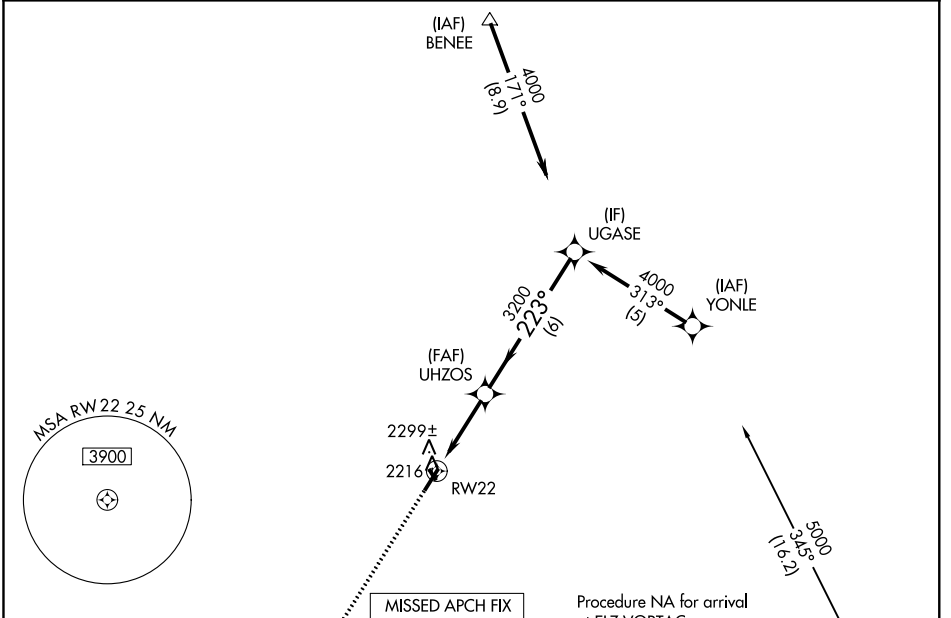 (IAF)
BENEE
4000
171°
(8.9)
(IF)
UGASE
4000
313°
(5)
(IAF)
YONLE
3200
223°
(6)
(FAF)
UHZOS
2299±
2216
RW22
MSA RW22 25 NM
3900
5000
345°
(16.2)
MISSED APCH FIX
Procedure NA for arrival